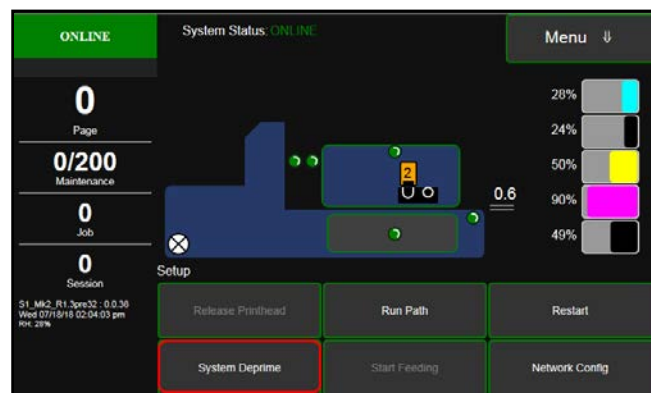 ONLINE
System Status: ONLINE
Menu ⇓
0
Page
0/200
Maintenance
0
Job
0
Session
S1_Mk2_R1.3pre32 : 0.0.36
Wed 07/18/18 02:04:03 pm
RH: 28%
28%
24%
50%
90%
49%
2
0.6
Setup
Release Printhead
Run Path
Restart
System Deprime
Start Feeding
Network Config